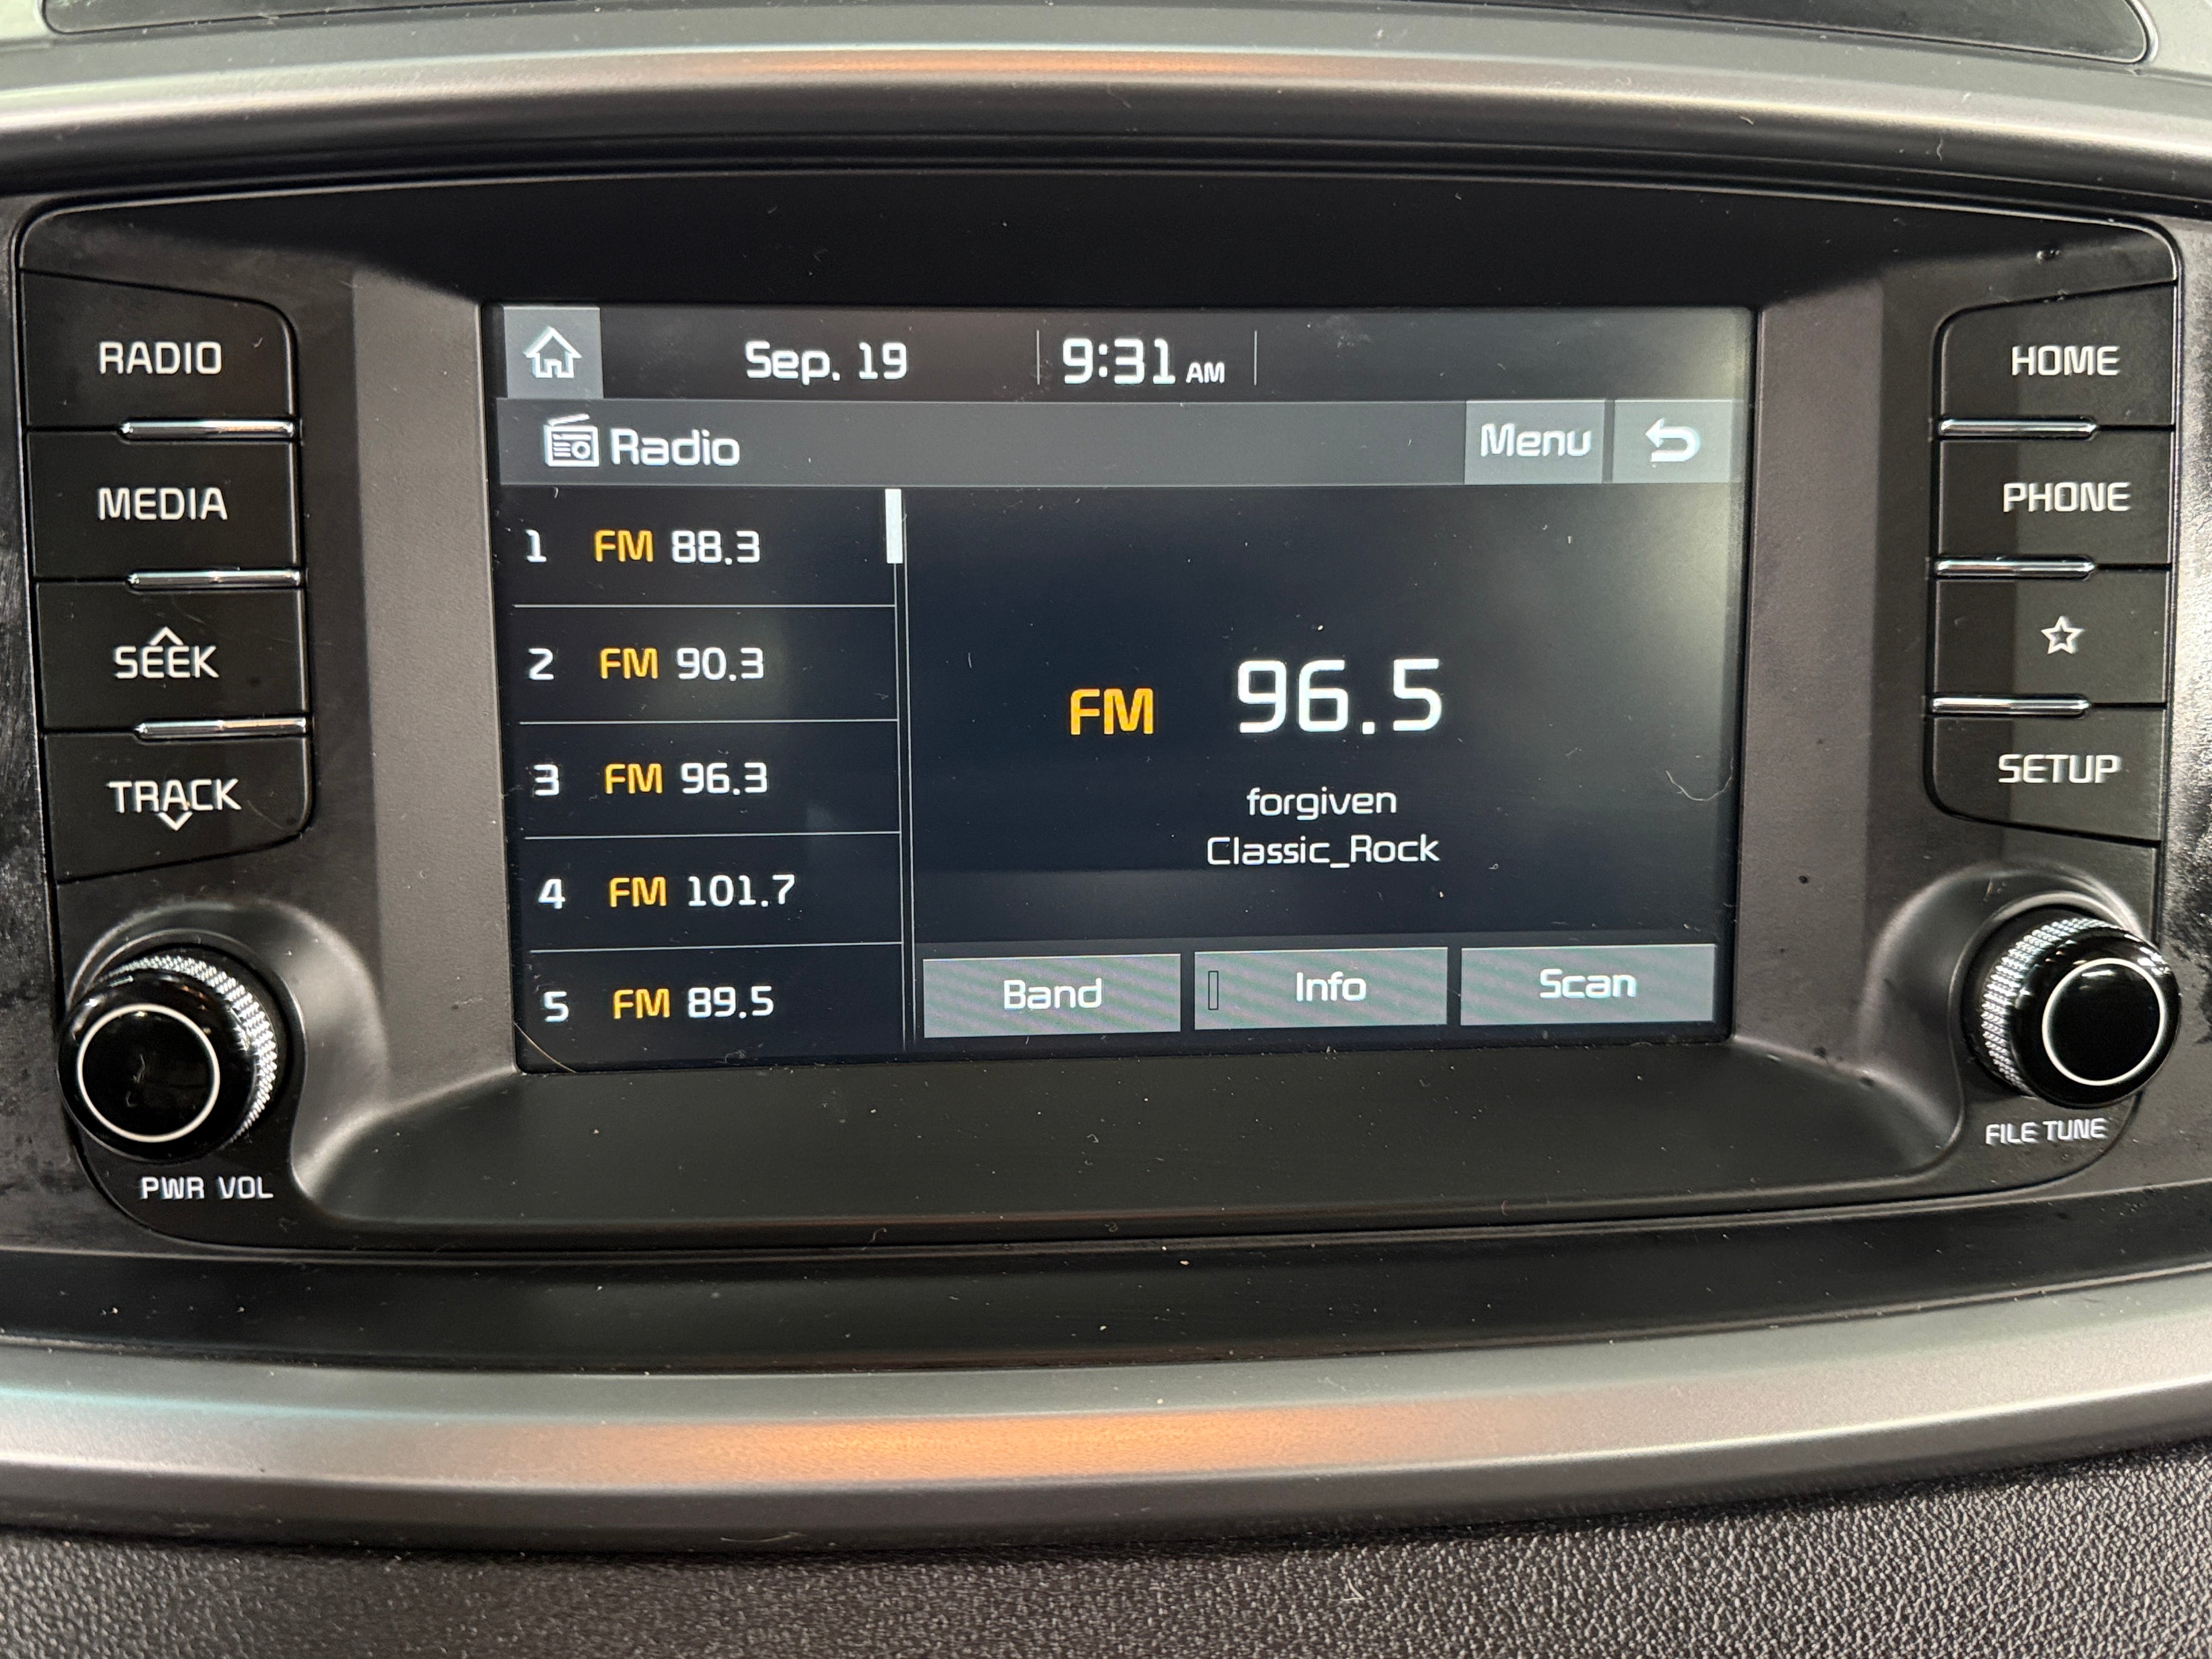 RADIO
MEDIA
SEEK
TRACK
PWR VOL
Sep. 19 9:31 AM
Radio
Menu
1 FM 88.3
2 FM 90.3
3 FM 96.3
4 FM 101.7
5 FM 89.5
FM 96.5
forgiven
Classic_Rock
Band
Info
Scan
HOME
PHONE
SETUP
FILE TUNE